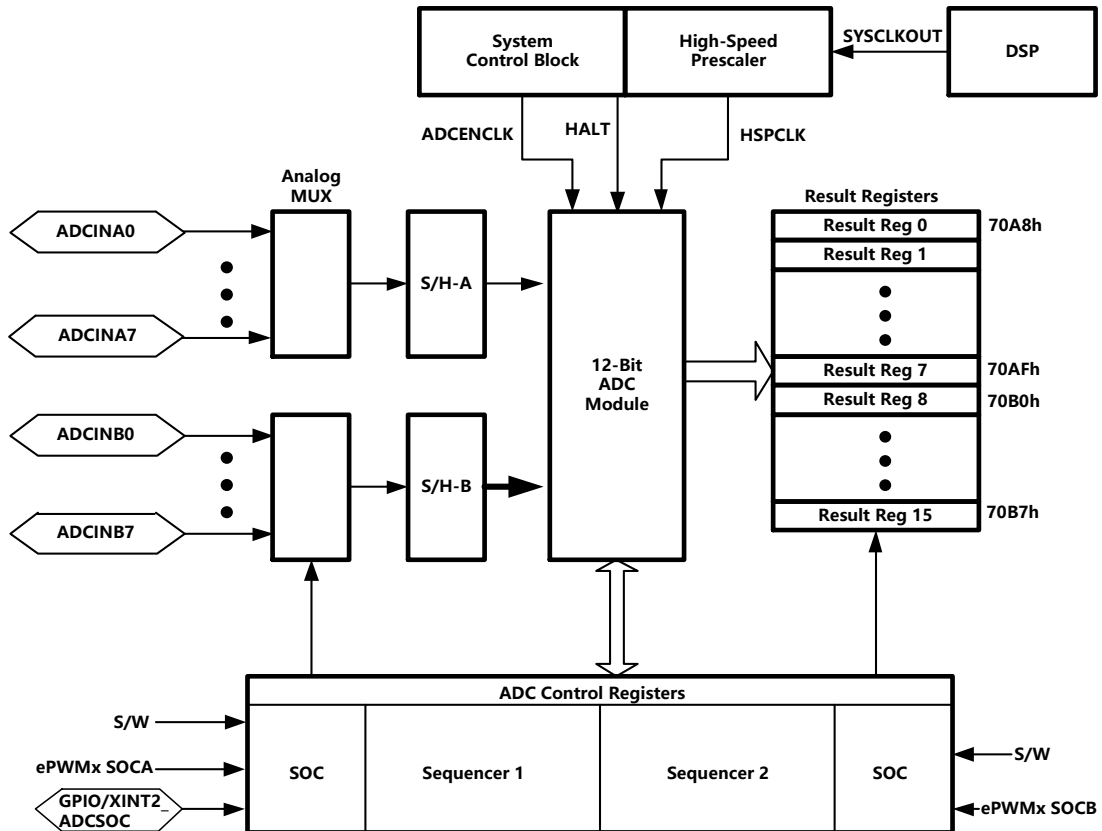 System
Control Block
High-Speed
Prescaler
SYSCLKOUT
DSP
ADCENCLK
HALT
HSPCLK
Analog
MUX
Result Registers
ADCINA0
Result Reg 0
70A8h
Result Reg 1
S/H-A
ADCINA7
12-Bit
ADC
Module
Result Reg 7
70AFh
Result Reg 8
70B0h
ADCINB0
S/H-B
ADCINB7
Result Reg 15
70B7h
ADC Control Registers
S/W
ePWMx SOCA
GPIO/XINT2_
ADCSOC
SOC
Sequencer 1
Sequencer 2
SOC
S/W
ePWMx SOCB